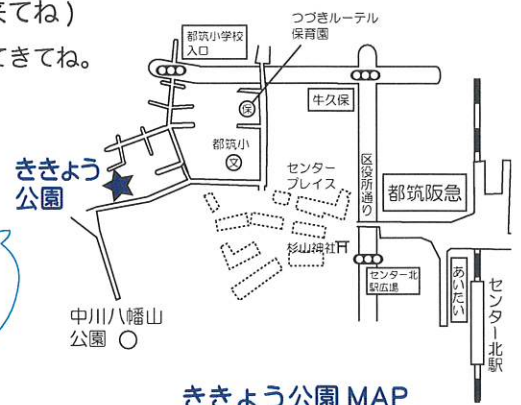 来てね)
てきてね。
都筑小学校
入口
つづきルーテル
保育園
牛久保
保
都筑小
文
ききょう
公園
センター
プレイス
区役所通り
都筑阪急
杉山神社
センター北
駅広場
あいたい
センター北駅
中川八幡山
公園
ききょう公園 MAP